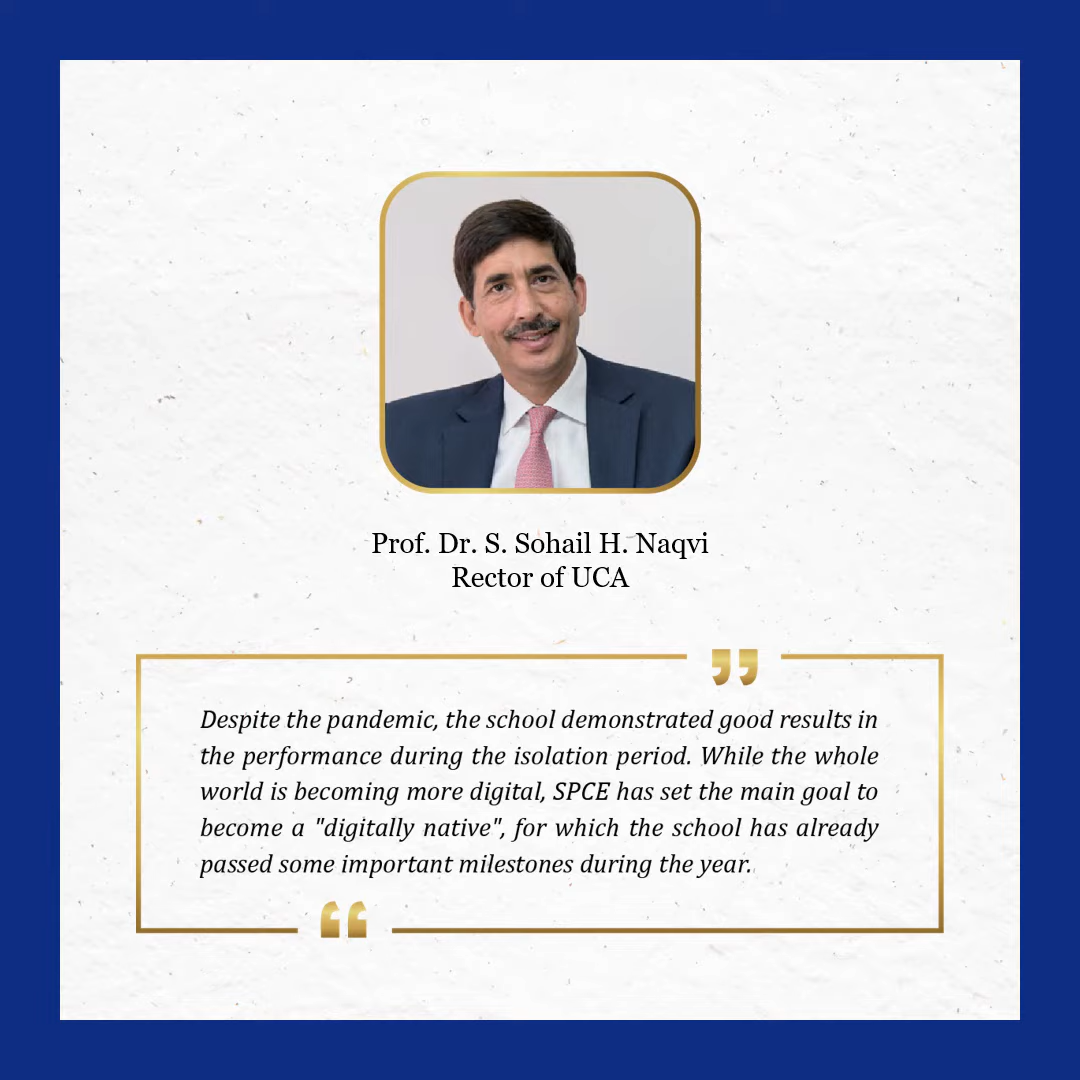 Prof. Dr. S. Sohail H. Naqvi
Rector of UCA
”
Despite the pandemic, the school demonstrated good results in
the performance during the isolation period. While the whole
world is becoming more digital, SPCE has set the main goal to
become a "digitally native", for which the school has already
passed some important milestones during the year.
“